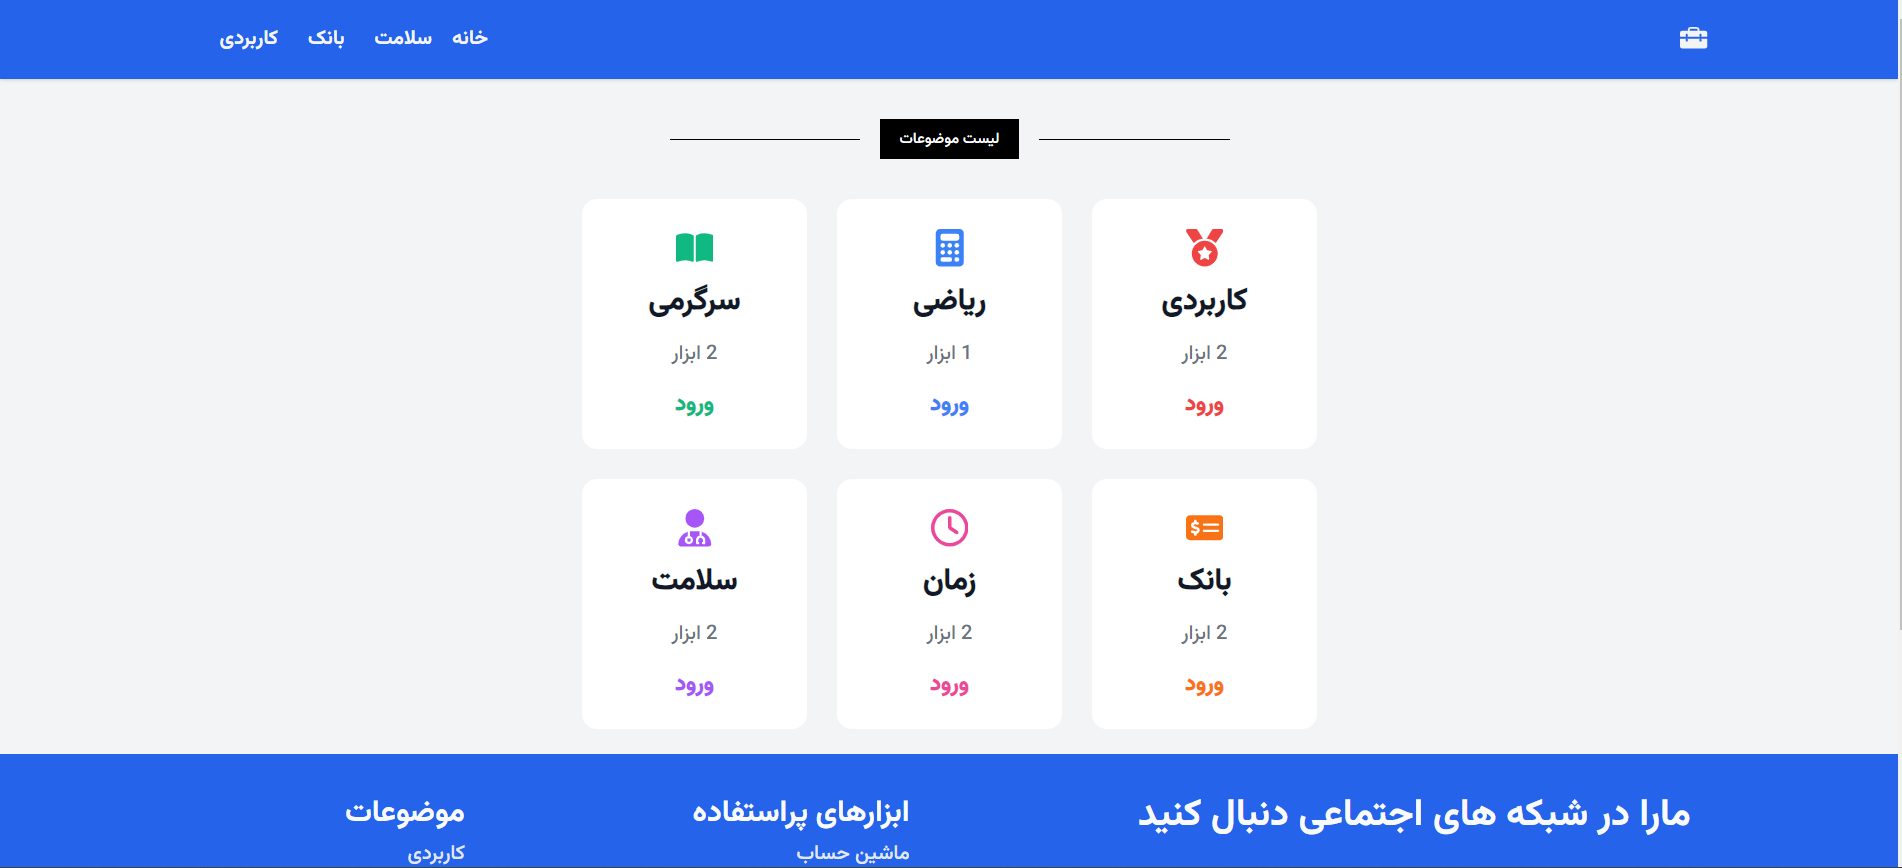 خانه سلامت بانک کاربردی
لیست موضوعات
کاربردی
2 ابزار
ورود
ریاضی
1 ابزار
ورود
سرگرمی
2 ابزار
ورود
بانک
2 ابزار
ورود
زمان
2 ابزار
ورود
سلامت
2 ابزار
ورود
مارا در شبکه های اجتماعی دنبال کنید
ابزارهای پراستفاده
ماشین حساب
موضوعات
کاربردی